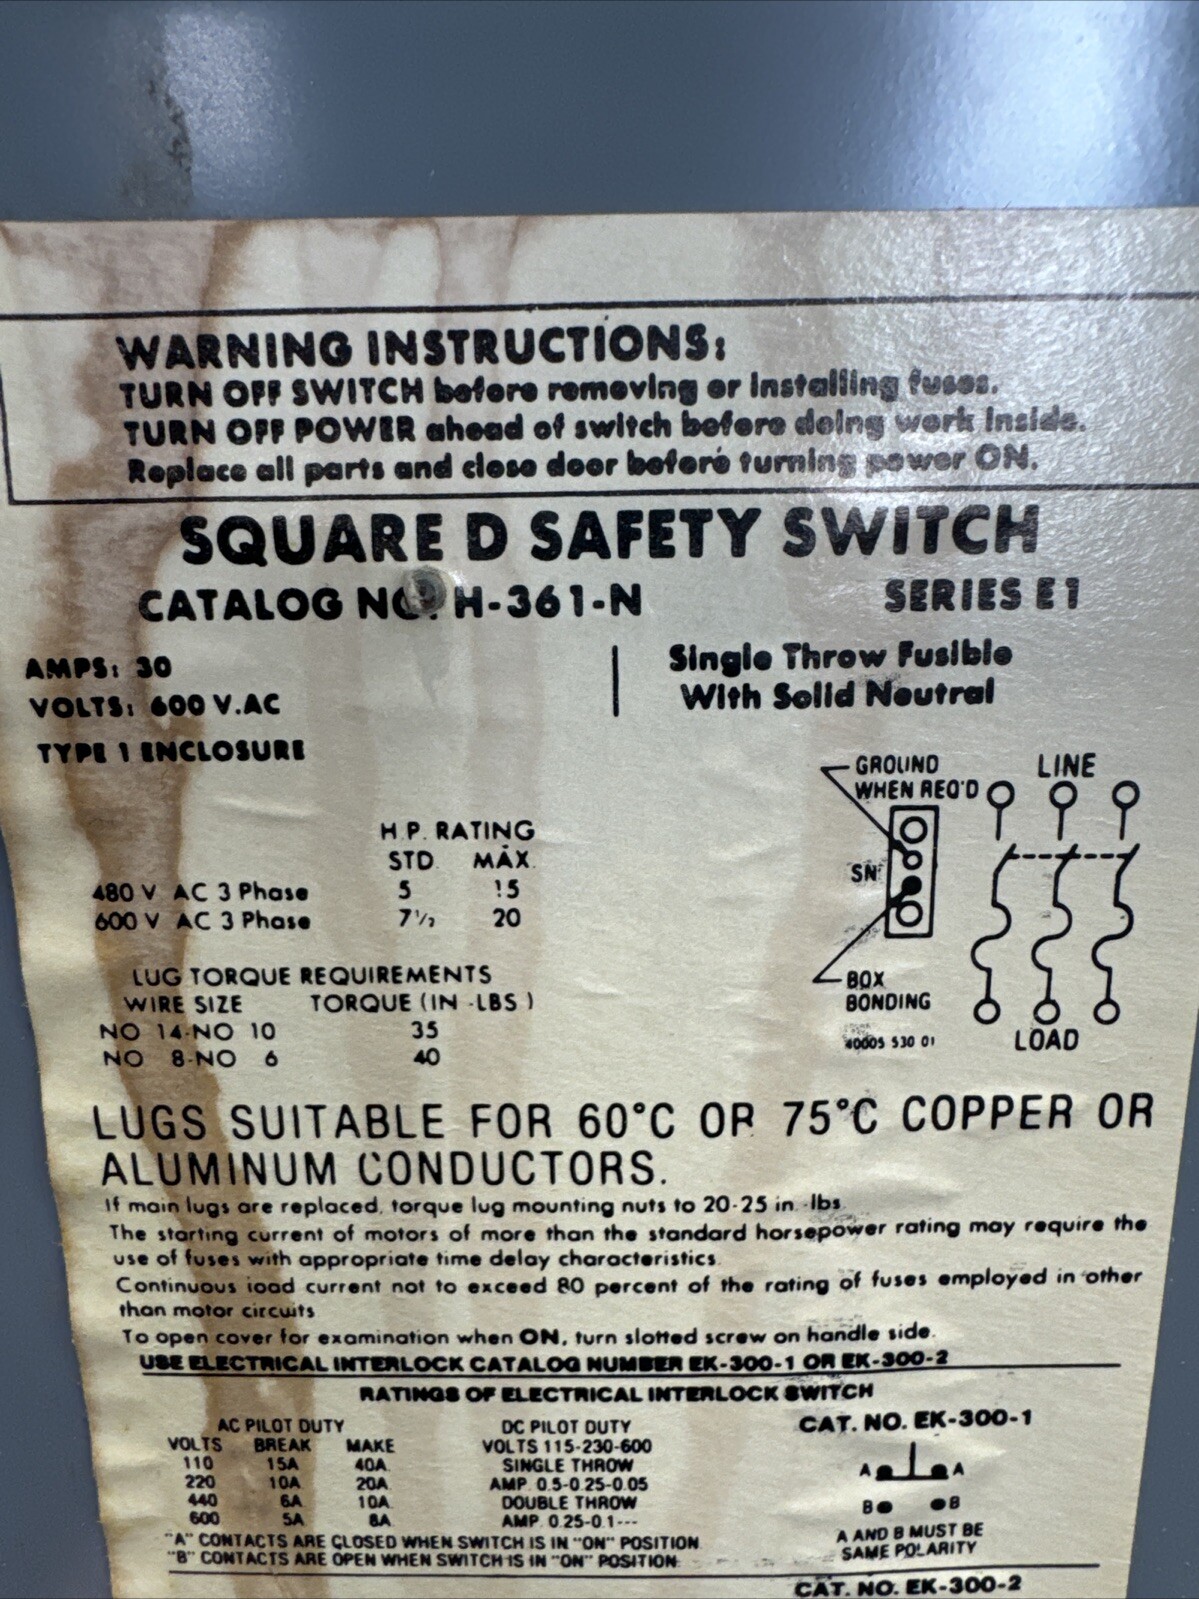 WARNING INSTRUCTIONS:
TURN OFF SWITCH before removing or installing fuses.
TURN OFF POWER ahead of switch before doing work inside.
Replace all parts and close door before turning power ON.
SQUARE D SAFETY SWITCH
CATALOG NO. H-361-N SERIES E1
AMPS: 30
VOLTS: 600 V.AC
TYPE 1 ENCLOSURE
Single Throw Fusible
With Solid Neutral
GROUND
WHEN REQ'D
LINE
SN
BOX
BONDING
40005 530 01
LOAD
H.P. RATING
STD. MAX.
480 V AC 3 Phase 5 15
600 V AC 3 Phase 7½ 20
LUG TORQUE REQUIREMENTS
WIRE SIZE TORQUE (IN-LBS)
NO 14-NO 10 35
NO 8-NO 6 40
LUGS SUITABLE FOR 60°C OR 75°C COPPER OR
ALUMINUM CONDUCTORS.
If main lugs are replaced, torque lug mounting nuts to 20-25 in-lbs
The starting current of motors of more than the standard horsepower rating may require the
use of fuses with appropriate time delay characteristics.
Continuous load current not to exceed 80 percent of the rating of fuses employed in other
than motor circuits
To open cover for examination when ON, turn slotted screw on handle side.
USE ELECTRICAL INTERLOCK CATALOG NUMBER EK-300-1 OR EK-300-2
RATINGS OF ELECTRICAL INTERLOCK SWITCH
AC PILOT DUTY
VOLTS BREAK MAKE
110 15A 40A
220 10A 20A
440 6A 10A
600 5A 8A
DC PILOT DUTY
VOLTS 115-230-600
SINGLE THROW
AMP. 0.5-0.25-0.05
DOUBLE THROW
AMP. 0.25-0.1---
CAT. NO. EK-300-1
A A
B B
A AND B MUST BE
SAME POLARITY
"A" CONTACTS ARE CLOSED WHEN SWITCH IS IN "ON" POSITION
"B" CONTACTS ARE OPEN WHEN SWITCH IS IN "ON" POSITION
CAT. NO. EK-300-2